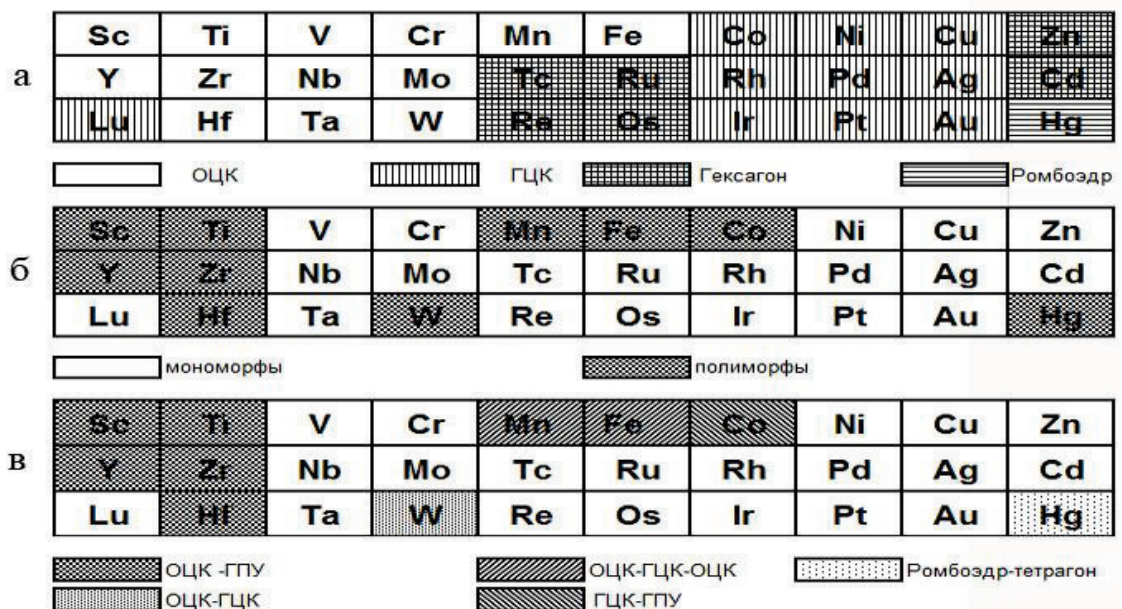 Sc Ti V Cr Mn Fe Co Ni Cu Zn
а Y Zr Nb Mo Tc Ru Rh Pd Ag Cd
Lu Hf Ta W Re Os Ir Pt Au Hg
ОЦК ГЦК Гексагон Ромбоэдр
Sc Ti V Cr Mn Fe Co Ni Cu Zn
б Y Zr Nb Mo Tc Ru Rh Pd Ag Cd
Lu Hf Ta W Re Os Ir Pt Au Hg
мономорфы полиморфы
Sc Ti V Cr Mn Fe Co Ni Cu Zn
в Y Zr Nb Mo Tc Ru Rh Pd Ag Cd
Lu Hf Ta W Re Os Ir Pt Au Hg
ОЦК -ГПУ ОЦК-ГЦК-ОЦК Ромбоэдр-тетрагон
ОЦК-ГЦК ГЦК-ГПУ